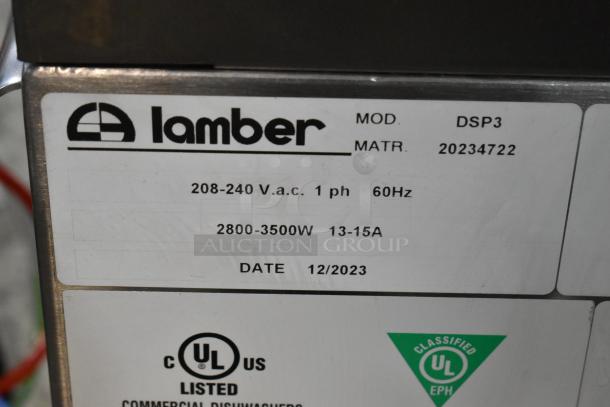 lamber
MOD. DSP3
MATR. 20234722
208-240 V.a.c. 1 ph 60Hz
2800-3500W 13-15A
AUCTION GROUP
DATE 12/2023
C UL US
LISTED
COMMERCIAL DISHWASHERS
CLASSIFIED
UL
EPH